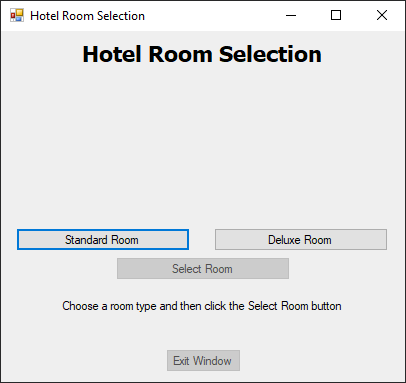 Hotel Room Selection
Hotel Room Selection
Standard Room
Deluxe Room
Select Room
Choose a room type and then click the Select Room button
Exit Window